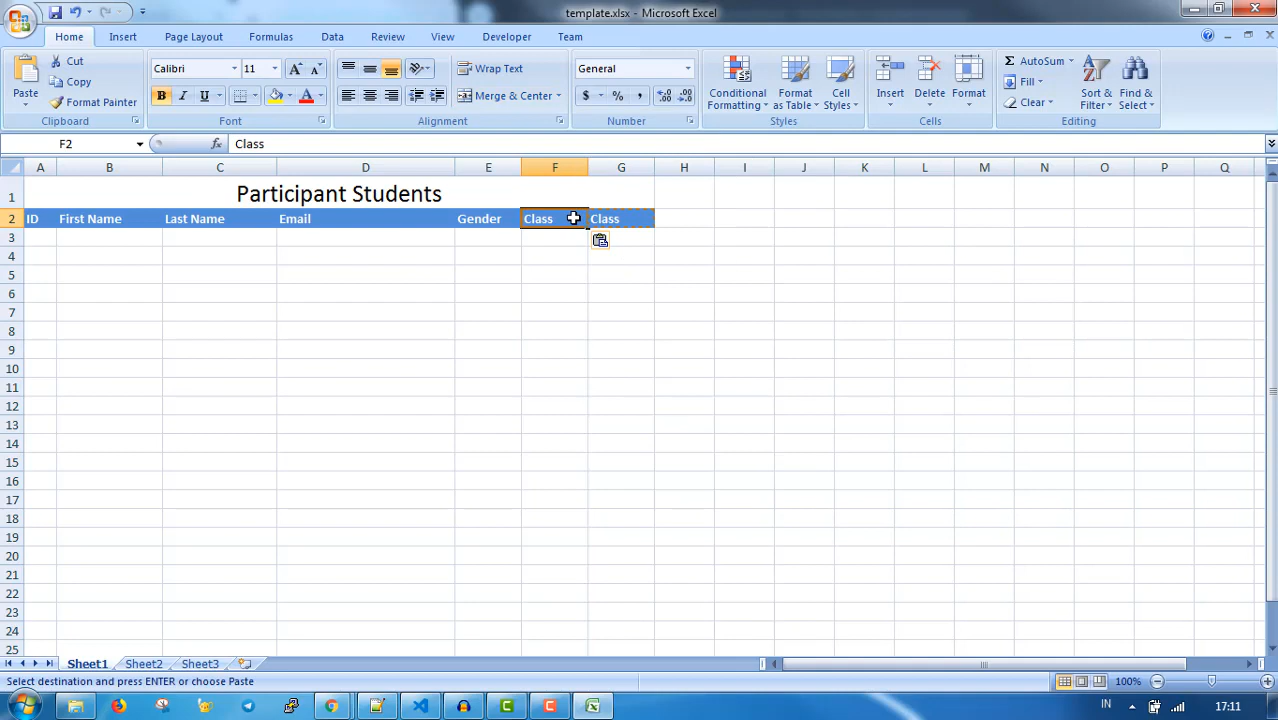 template.xlsx - Microsoft Excel
Home Insert Page Layout Formulas Data Review View Developer Team
Paste
Cut
Copy
Format Painter
Clipboard
Calibri 11
B I U A
Font
Wrap Text
Merge & Center
Alignment
General
$ % ,
Number
Conditional Formatting
Format as Table
Cell Styles
Styles
Insert Delete Format
Cells
AutoSum
Fill
Clear
Sort & Filter
Find & Select
Editing
F2 fx Class
A B C D E F G H I J K L M N O P Q
1 Participant Students
2 ID First Name Last Name Email Gender Class Class
3
4
5
6
7
8
9
10
11
12
13
14
15
16
17
18
19
20
21
22
23
24
25
Sheet1 Sheet2 Sheet3
Select destination and press ENTER or choose Paste 100%
IN 17:11